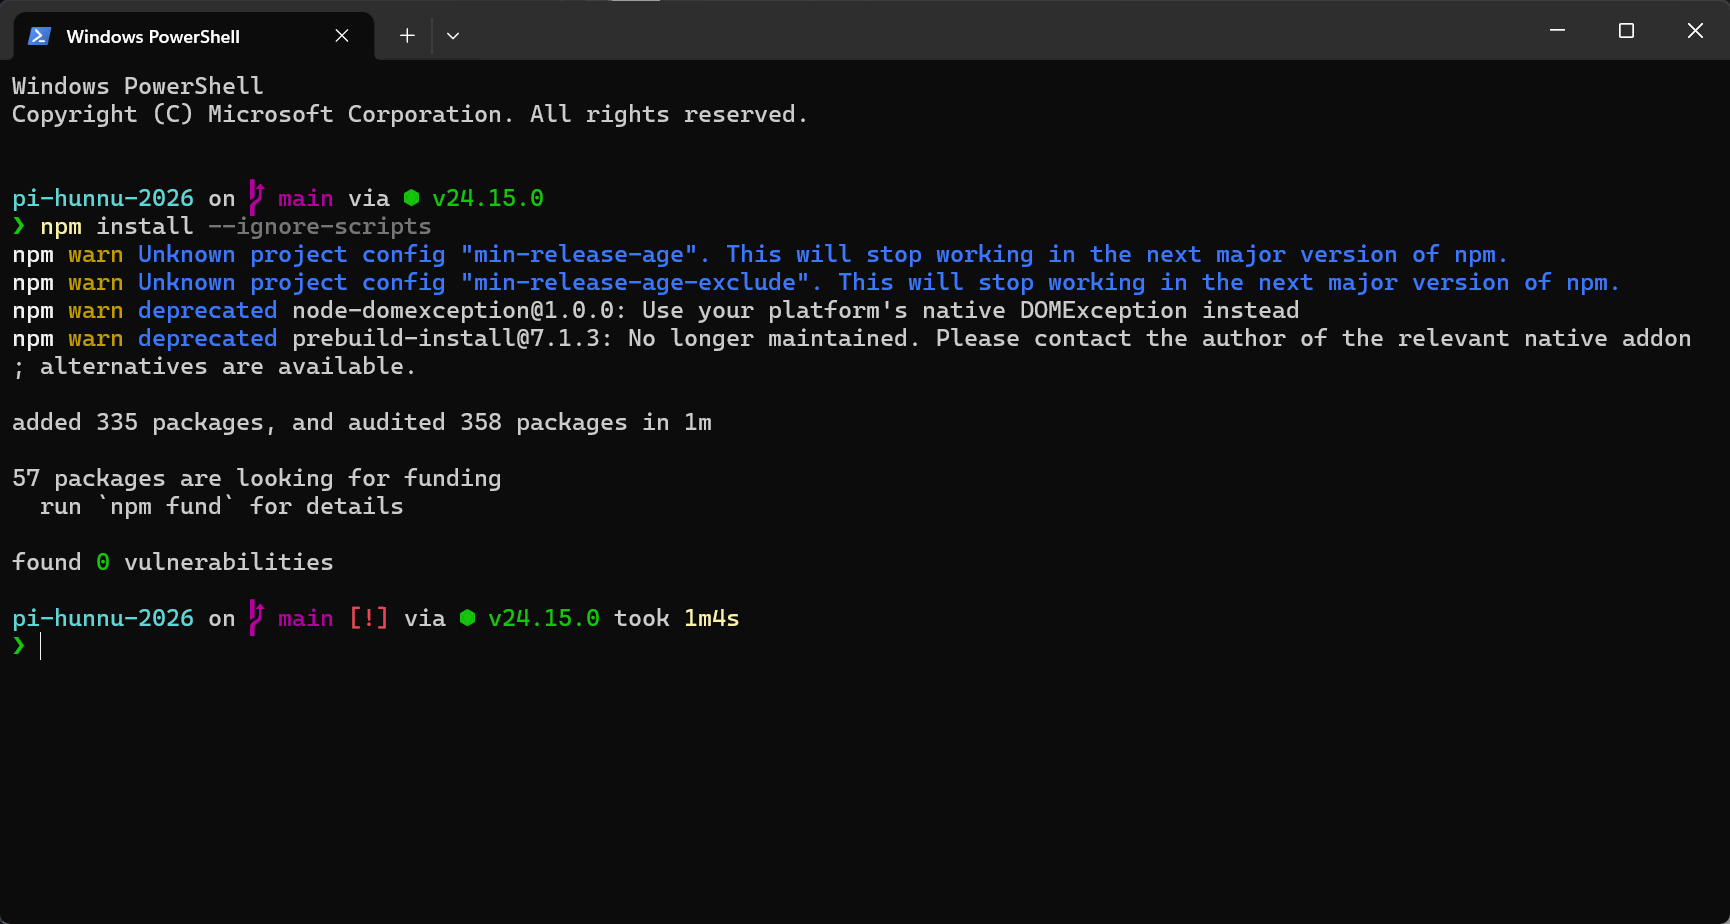 Windows PowerShell
Windows PowerShell
Copyright (C) Microsoft Corporation. All rights reserved.
pi-hunnu-2026 on main via v24.15.0
❯ npm install --ignore-scripts
npm warn Unknown project config "min-release-age". This will stop working in the next major version of npm.
npm warn Unknown project config "min-release-age-exclude". This will stop working in the next major version of npm.
npm warn deprecated node-domexception@1.0.0: Use your platform's native DOMException instead
npm warn deprecated prebuild-install@7.1.3: No longer maintained. Please contact the author of the relevant native addon
; alternatives are available.
added 335 packages, and audited 358 packages in 1m
57 packages are looking for funding
run `npm fund` for details
found 0 vulnerabilities
pi-hunnu-2026 on main [!] via v24.15.0 took 1m4s
❯